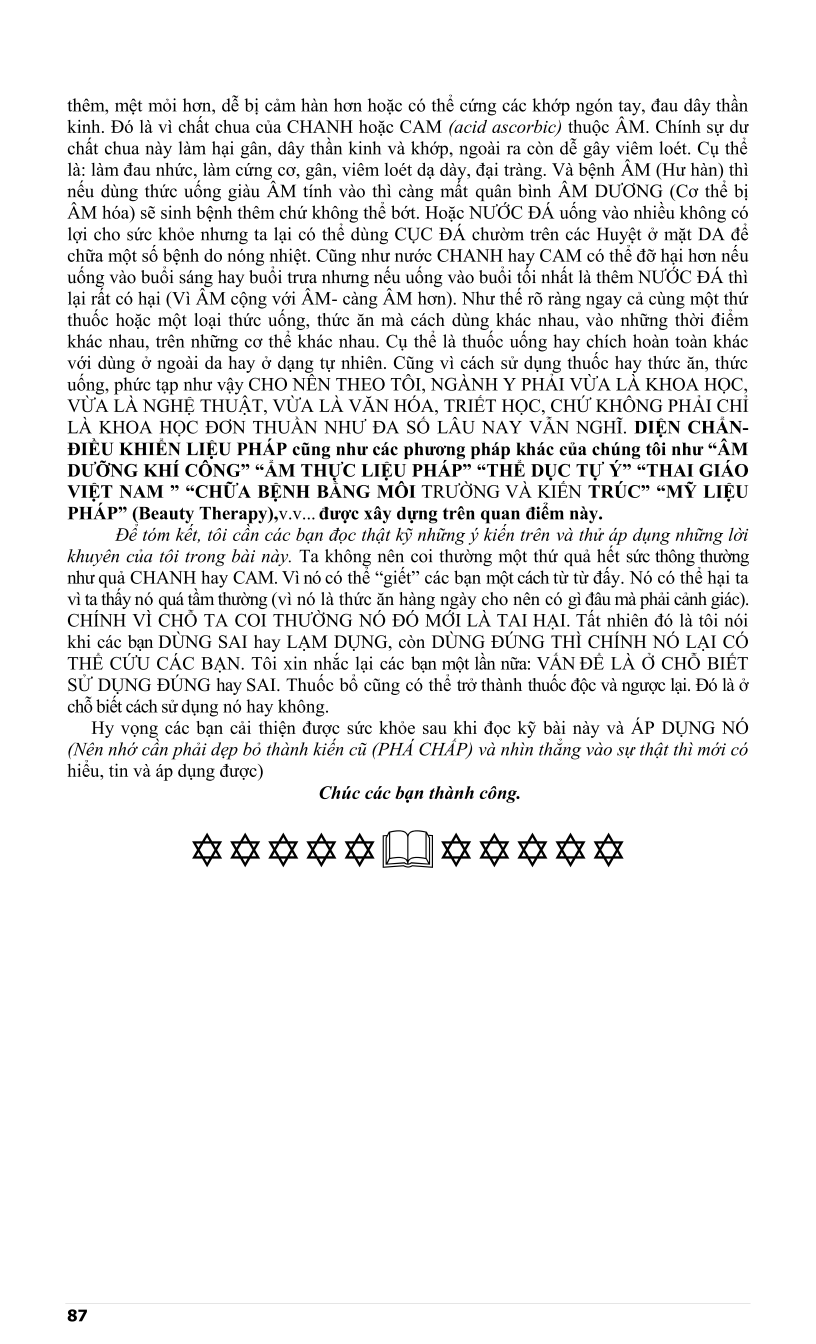 thêm, mệt mỏi hơn, dễ bị cảm hàn hơn hoặc có thể cứng các khớp ngón tay, đau dây thần
kinh. Đó là vì chất chua của CHANH hoặc CAM (acid ascorbic) thuộc ÂM. Chính sự dư
chất chua này làm hại gân, dây thần kinh và khớp, ngoài ra còn dễ gây viêm loét. Cụ thể
là: làm đau nhức, làm cứng cơ, gân, viêm loét dạ dày, đại tràng. Và bệnh ÂM (Hư hàn) thì
nếu dùng thức uống giàu ÂM tính vào thì càng mất quân bình ÂM DƯƠNG (Cơ thể bị
ÂM hóa) sẽ sinh bệnh thêm chứ không thể bớt. Hoặc NƯỚC ĐÁ uống vào nhiều không có
lợi cho sức khỏe nhưng ta lại có thể dùng CỤC ĐÁ chườm trên các Huyệt ở mặt DA để
chữa một số bệnh do nóng nhiệt. Cũng như nước CHANH hay CAM có thể đỡ hại hơn nếu
uống vào buổi sáng hay buổi trưa nhưng nếu uống vào buổi tối nhất là thêm NƯỚC ĐÁ thì
lại rất có hại (Vì ÂM cộng với ÂM- càng ÂM hơn). Như thế rõ ràng ngay cả cùng một thứ
thuốc hoặc một loại thức uống, thức ăn mà cách dùng khác nhau, vào những thời điểm
khác nhau, trên những cơ thể khác nhau. Cụ thể là thuốc uống hay chích hoàn toàn khác
với dùng ở ngoài da hay ở dạng tự nhiên. Cũng vì cách sử dụng thuốc hay thức ăn, thức
uống, phức tạp như vậy CHO NÊN THEO TÔI, NGÀNH Y PHẢI VỪA LÀ KHOA HỌC,
VỪA LÀ NGHỆ THUẬT, VỪA LÀ VĂN HÓA, TRIẾT HỌC, CHỨ KHÔNG PHẢI CHỈ
LÀ KHOA HỌC ĐƠN THUẦN NHƯ ĐA SỐ LÂU NAY VẪN NGHĨ. DIỆN CHẨN-
ĐIỀU KHIỂN LIỆU PHÁP cũng như các phương pháp khác của chúng tôi như “ÂM
DƯỠNG KHÍ CÔNG” “ẨM THỰC LIỆU PHÁP” “THỂ DỤC TỰ Ý” “THAI GIÁO
VIỆT NAM ” “CHỮA BỆNH BẰNG MÔI TRƯỜNG VÀ KIẾN TRÚC” “MỸ LIỆU
PHÁP” (Beauty Therapy),v.v... được xây dựng trên quan điểm này.
Để tóm kết, tôi cần các bạn đọc thật kỹ những ý kiến trên và thử áp dụng những lời
khuyên của tôi trong bài này. Ta không nên coi thường một thứ quả hết sức thông thường
như quả CHANH hay CAM. Vì nó có thể “giết” các bạn một cách từ từ đấy. Nó có thể hại ta
vì ta thấy nó quá tầm thường (vì nó là thức ăn hàng ngày cho nên có gì đâu mà phải cảnh giác).
CHÍNH VÌ CHỖ TA COI THƯỜNG NÓ ĐÓ MỚI LÀ TAI HẠI. Tất nhiên đó là tôi nói
khi các bạn DÙNG SAI hay LẠM DỤNG, còn DÙNG ĐÚNG THÌ CHÍNH NÓ LẠI CÓ
THỂ CỨU CÁC BẠN. Tôi xin nhắc lại các bạn một lần nữa: VẤN ĐỀ LÀ Ở CHỖ BIẾT
SỬ DỤNG ĐÚNG hay SAI. Thuốc bổ cũng có thể trở thành thuốc độc và ngược lại. Đó là ở
chỗ biết cách sử dụng nó hay không.
Hy vọng các bạn cải thiện được sức khỏe sau khi đọc kỹ bài này và ÁP DỤNG NÓ
(Nên nhớ cần phải dẹp bỏ thành kiến cũ (PHÁ CHẤP) và nhìn thẳng vào sự thật thì mới có
hiểu, tin và áp dụng được)
Chúc các bạn thành công.
87